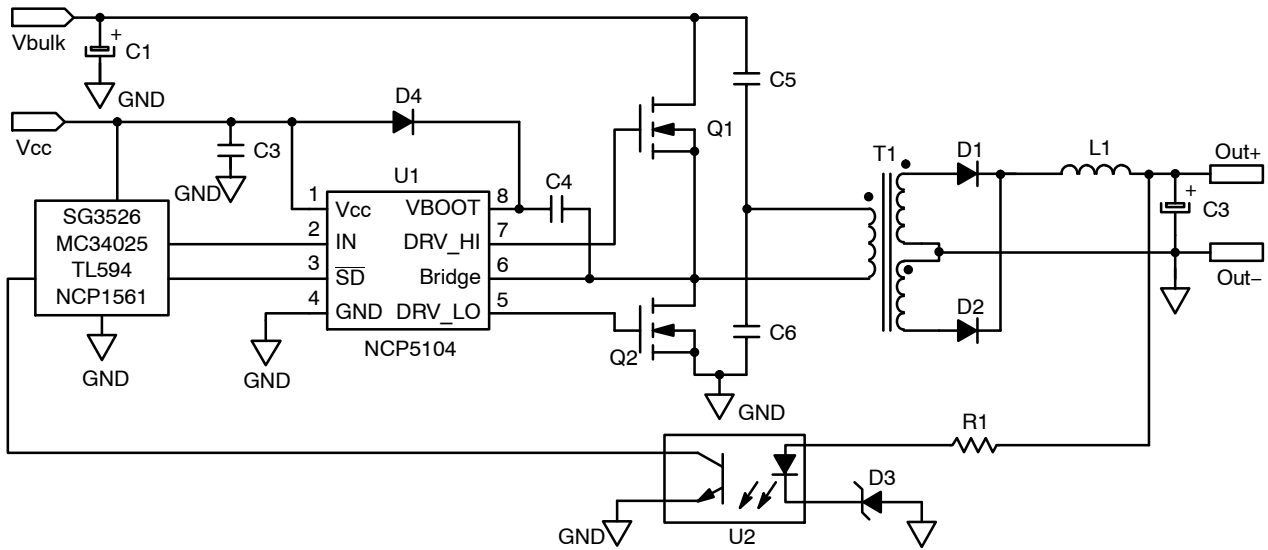 Vbulk
+
C1
GND
Vcc
C3
GND
D4
C4
U1
SG3526
MC34025
TL594
NCP1561
GND
1
2
3
4
Vcc
IN
SD
GND
VBOOT
DRV_HI
Bridge
DRV_LO
8
7
6
5
NCP5104
GND
Q1
Q2
C5
C6
GND
T1
D1
D2
L1
+
C3
Out+
Out−
R1
D3
U2
GND